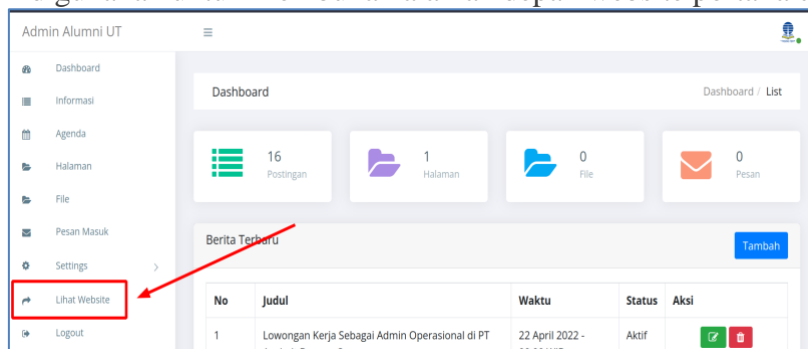 Admin Alumni UT
Dashboard
Informasi
Agenda
Halaman
File
Pesan Masuk
Settings
Lihat Website
Logout
Dashboard
Dashboard / List
16
Postingan
1
Halaman
0
File
0
Pesan
Berita Terbaru
Tambah
No Judul Waktu Status Aksi
1 Lowongan Kerja Sebagai Admin Operasional di PT 22 April 2022 - Aktif